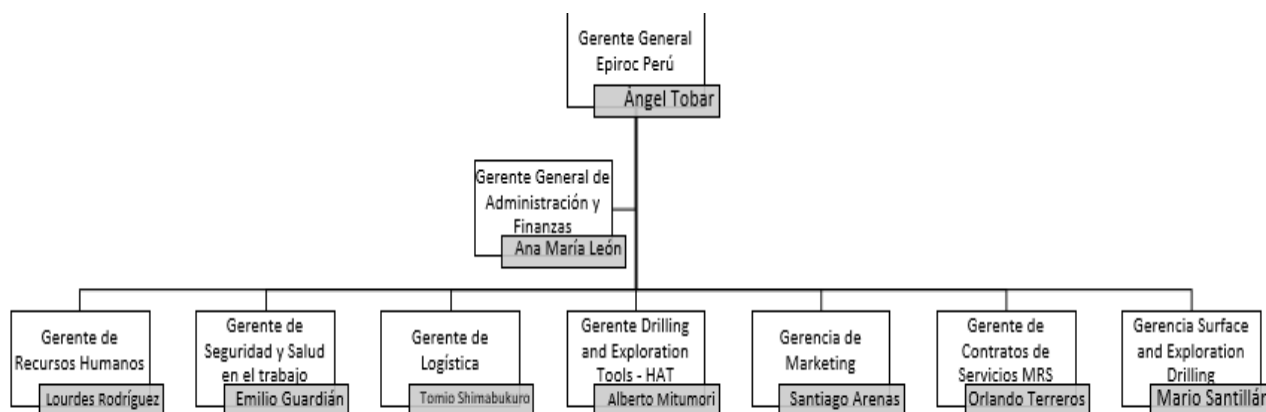 Gerente General
Epiroc Perú
Ángel Tobar
Gerente General de
Administración y
Finanzas
Ana María León
Gerente de
Recursos Humanos
Lourdes Rodríguez
Gerente de
Seguridad y Salud
en el trabajo
Emilio Guardián
Gerente de
Logística
Tomio Shimabukuro
Gerente Drilling
and Exploration
Tools - HAT
Alberto Mitumori
Gerencia de
Marketing
Santiago Arenas
Gerente de
Contratos de
Servicios MRS
Orlando Terreros
Gerencia Surface
and Exploration
Drilling
Mario Santillán